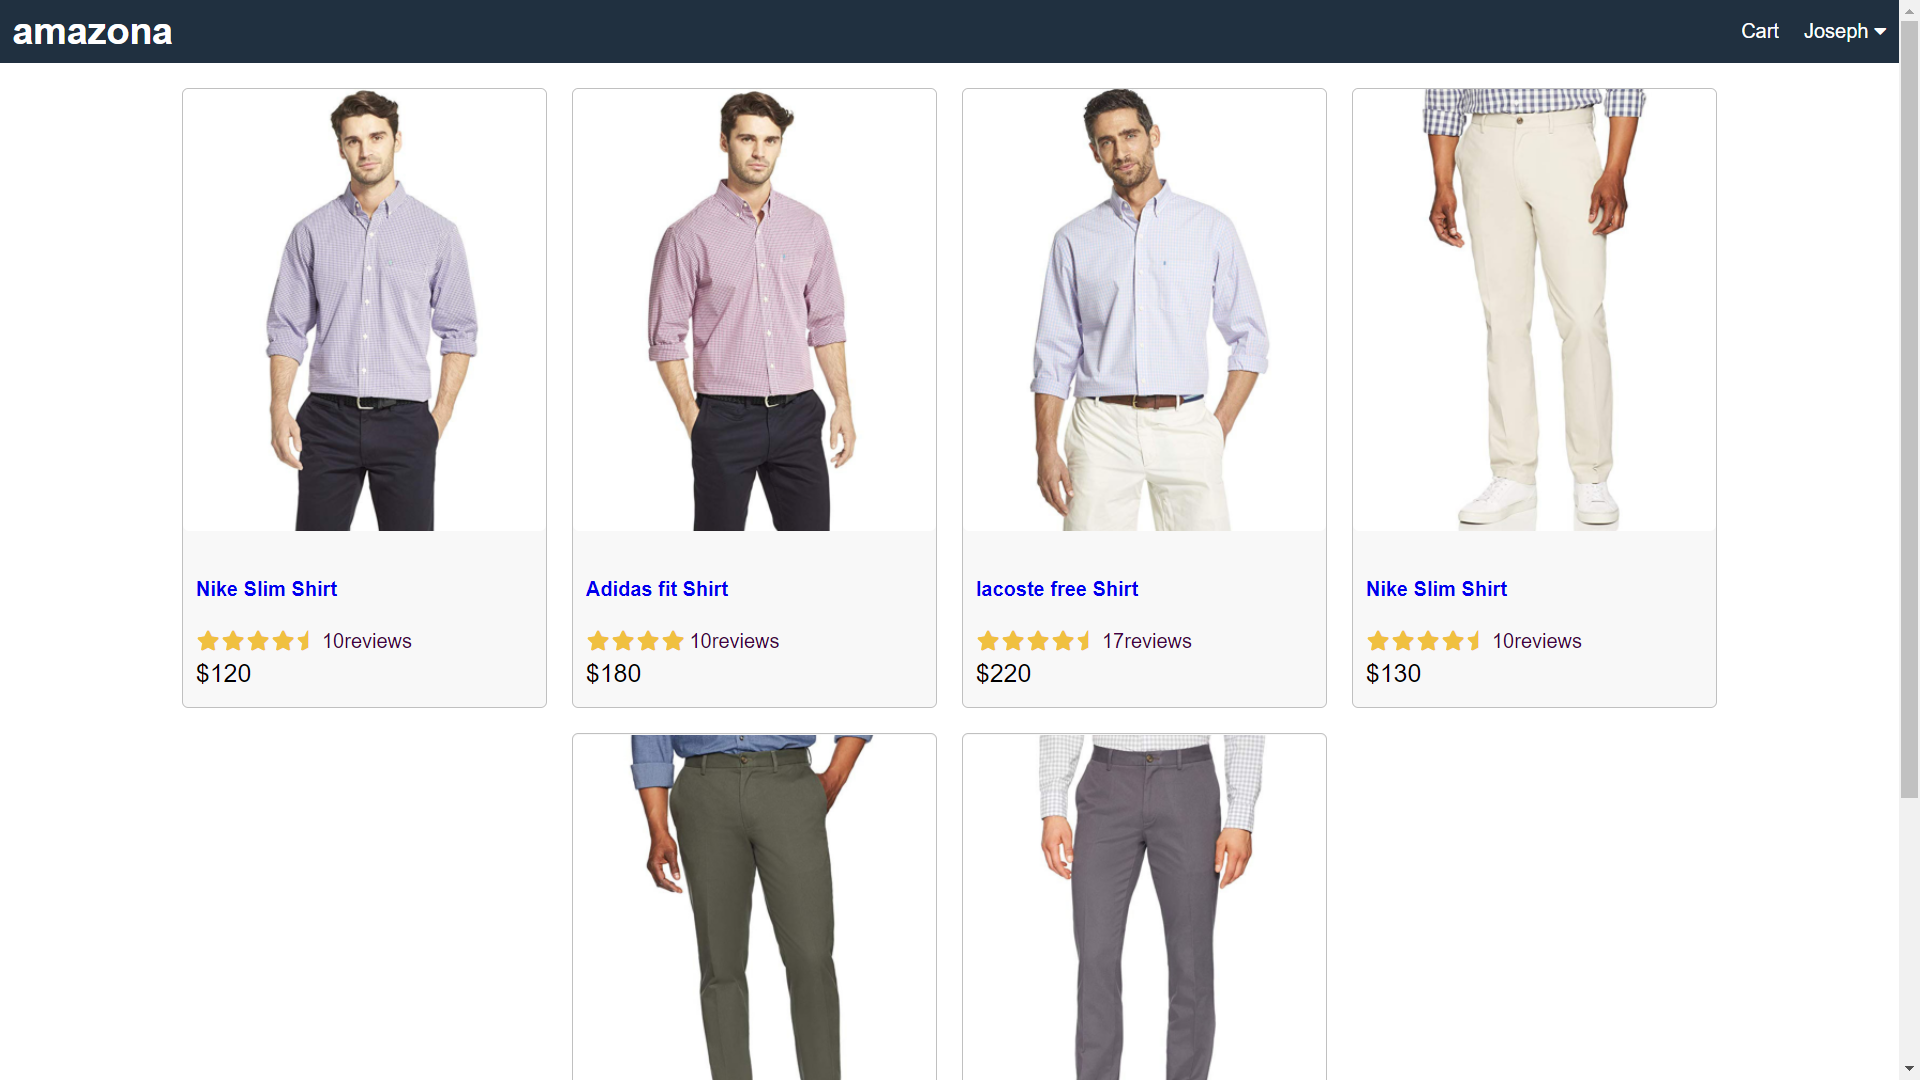 amazona
Cart Joseph
Nike Slim Shirt
10reviews
$120
Adidas fit Shirt
10reviews
$180
lacoste free Shirt
17reviews
$220
Nike Slim Shirt
10reviews
$130